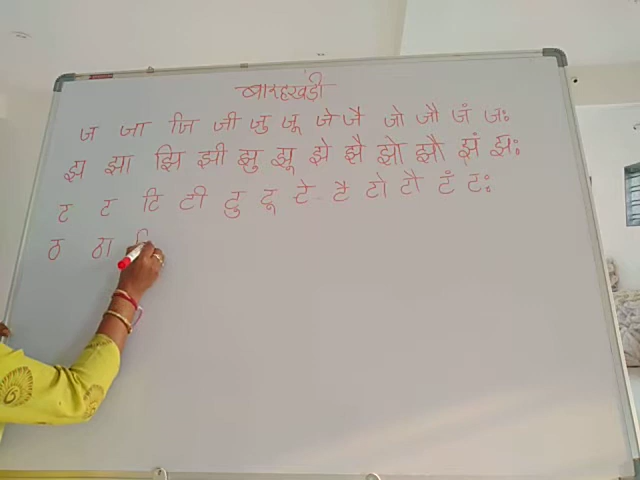 बारहखड़ी
ज जा जि जी जु जू जे जै जो जौ जं जः
झ झा झि झी झु झू झे झै झो झौ झं झः
ट ट टि टी टु टू टे टै टो टौ टं टः
ठ ठा